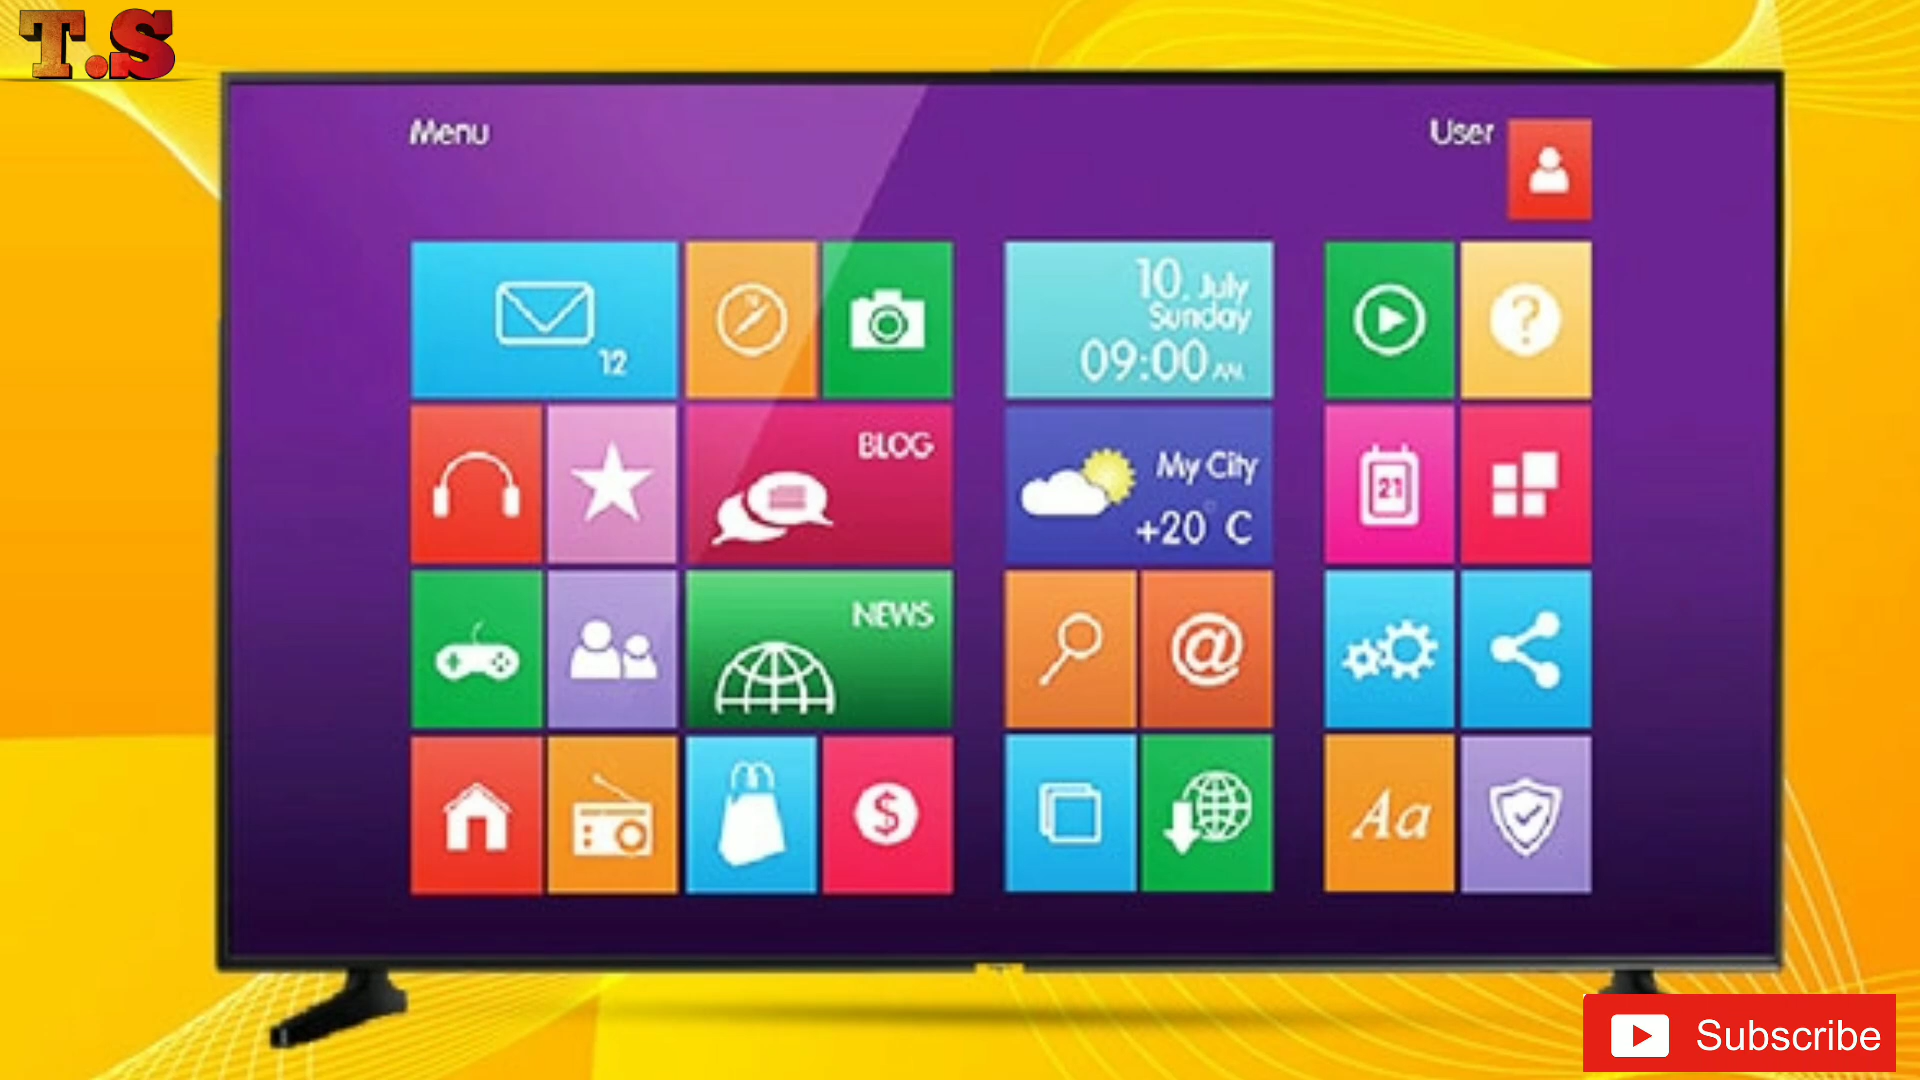 T.S
Menu
User
12
10. July
Sunday
09:00 AM
BLOG
My City
+20° C
21
NEWS
@
$
Aa
?
Subscribe